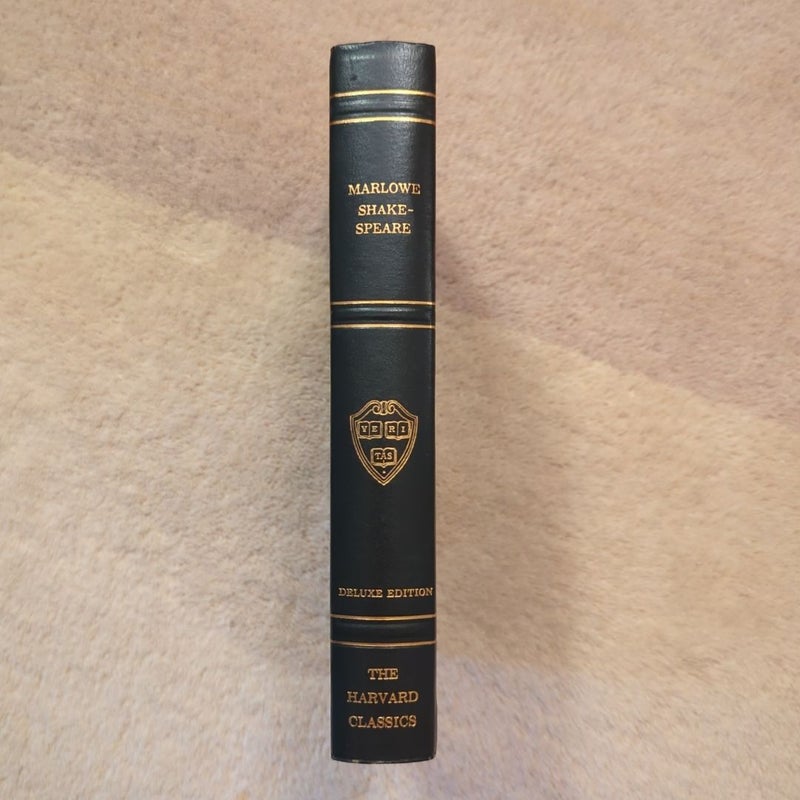 MARLOWE
SHAKE-
SPEARE
VE RI
TAS
DELUXE EDITION
THE
HARVARD
CLASSICS